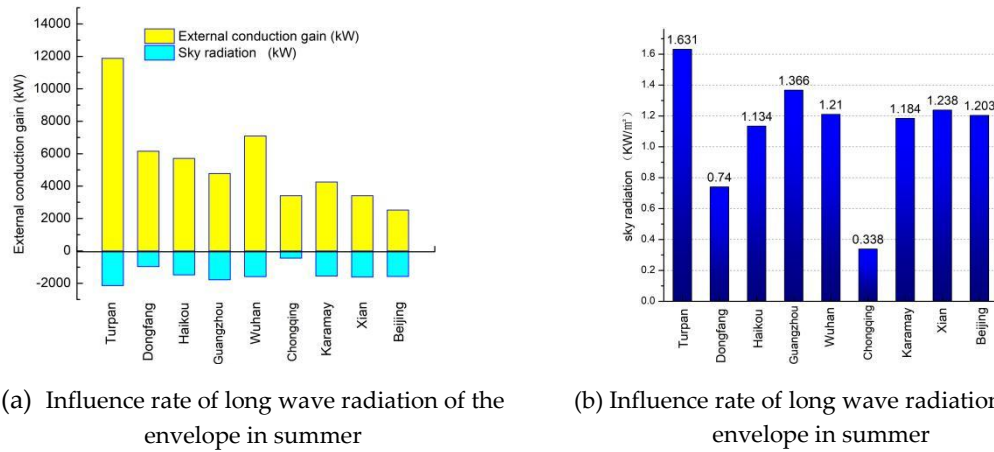 14000
12000
10000
8000
6000
4000
2000
0
-2000
External conduction gain (kW)
External conduction gain (kW)
Sky radiation (kW)
Turpan
Dongfang
Haikou
Guangzhou
Wuhan
Chongqing
Karamay
Xian
Beijing
(a) Influence rate of long wave radiation of the
envelope in summer
1.6
1.4
1.2
1.0
0.8
0.6
0.4
0.2
0.0
sky radiation （KW/㎡）
1.631
0.74
1.134
1.366
1.21
0.338
1.184
1.238
1.203
Turpan
Dongfang
Haikou
Guangzhou
Wuhan
Chongqing
Karamay
Xian
Beijing
(b) Influence rate of long wave radiation
envelope in summer